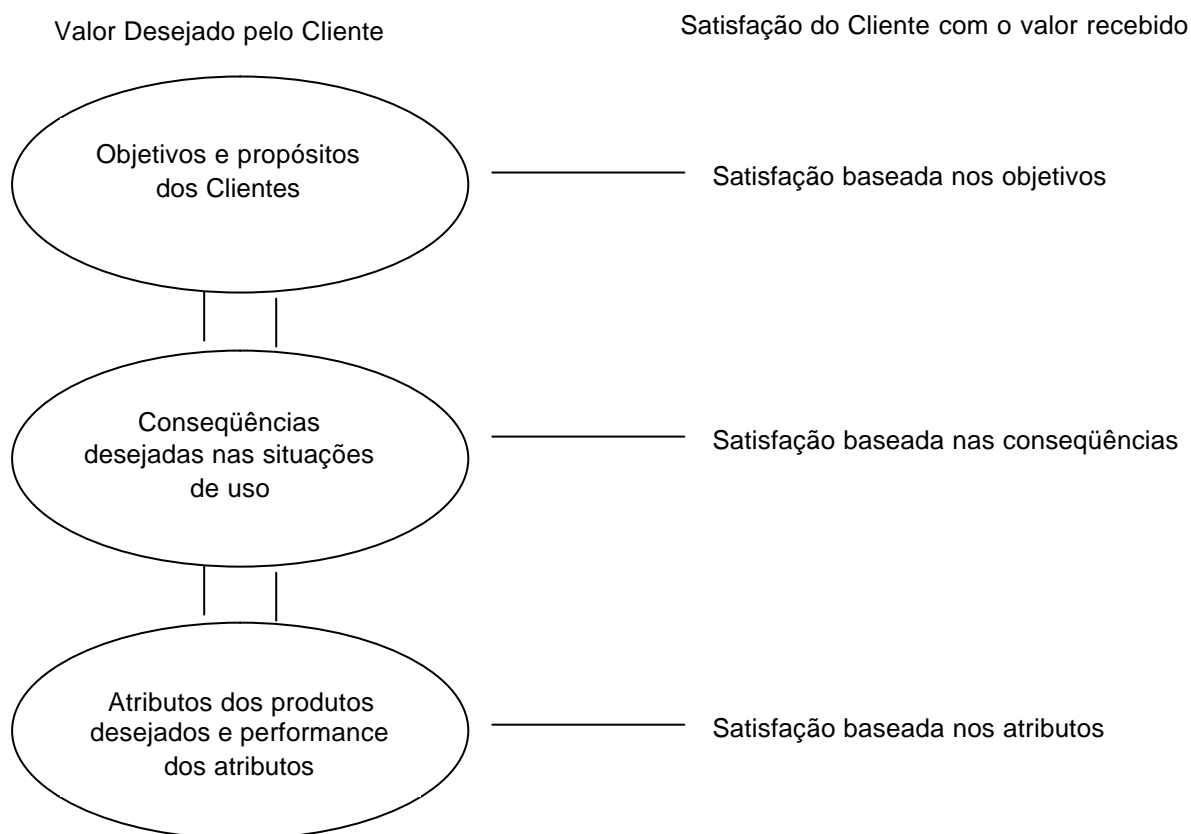 Valor Desejado pelo Cliente
Satisfação do Cliente com o valor recebido
Objetivos e propósitos
dos Clientes
Satisfação baseada nos objetivos
Conseqüências
desejadas nas situações
de uso
Satisfação baseada nas conseqüências
Atributos dos produtos
desejados e performance
dos atributos
Satisfação baseada nos atributos